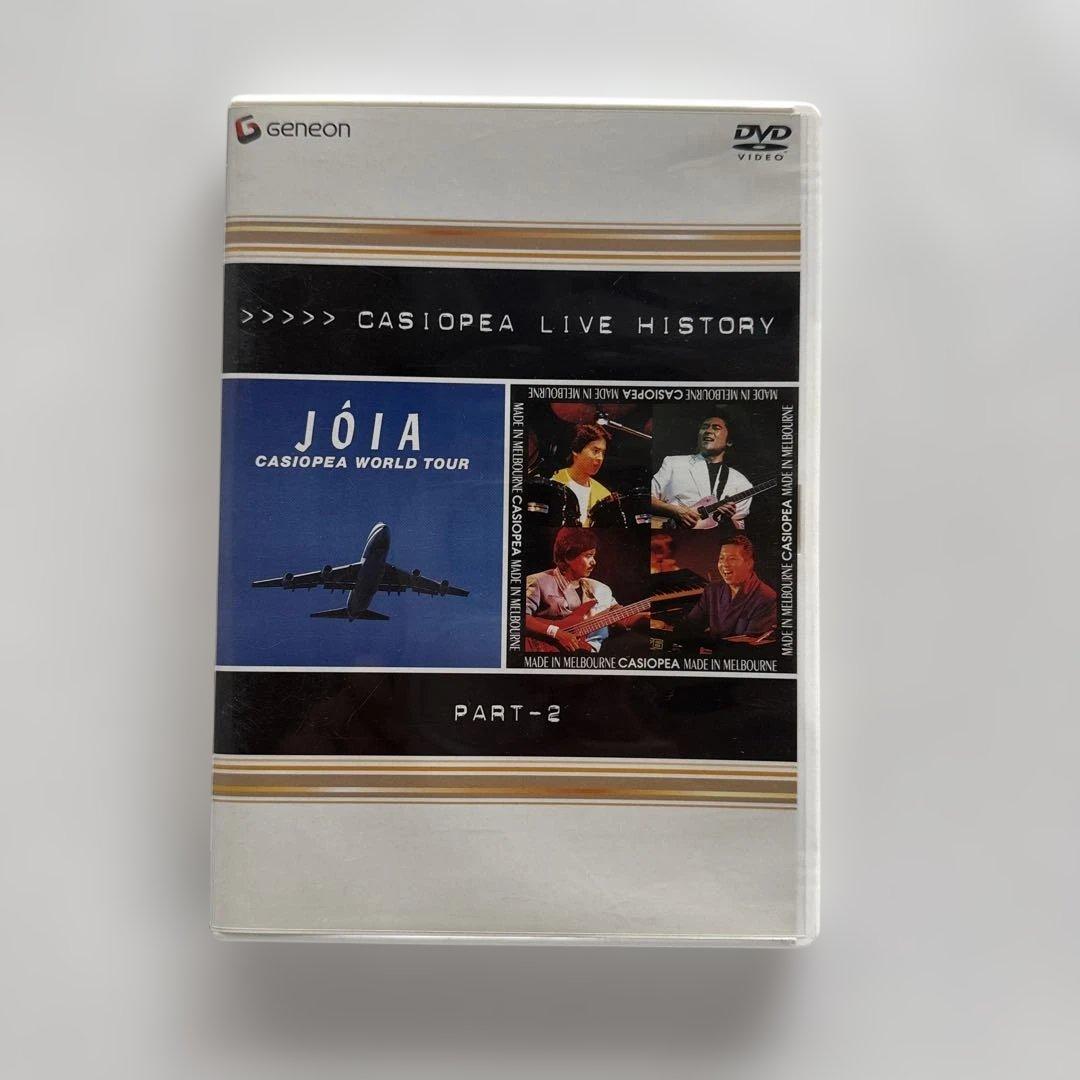 GENEON
DVD
VIDEO
>>>>> CASIOPEA LIVE HISTORY
JÓIA
CASIOPEA WORLD TOUR
MADE IN MELBOURNE CASIOPEA MADE IN MELBOURNE
MADE IN MELBOURNE CASIOPEA MADE IN MELBOURNE
MADE IN MELBOURNE CASIOPEA MADE IN MELBOURNE
MADE IN MELBOURNE CASIOPEA MADE IN MELBOURNE
PART-2